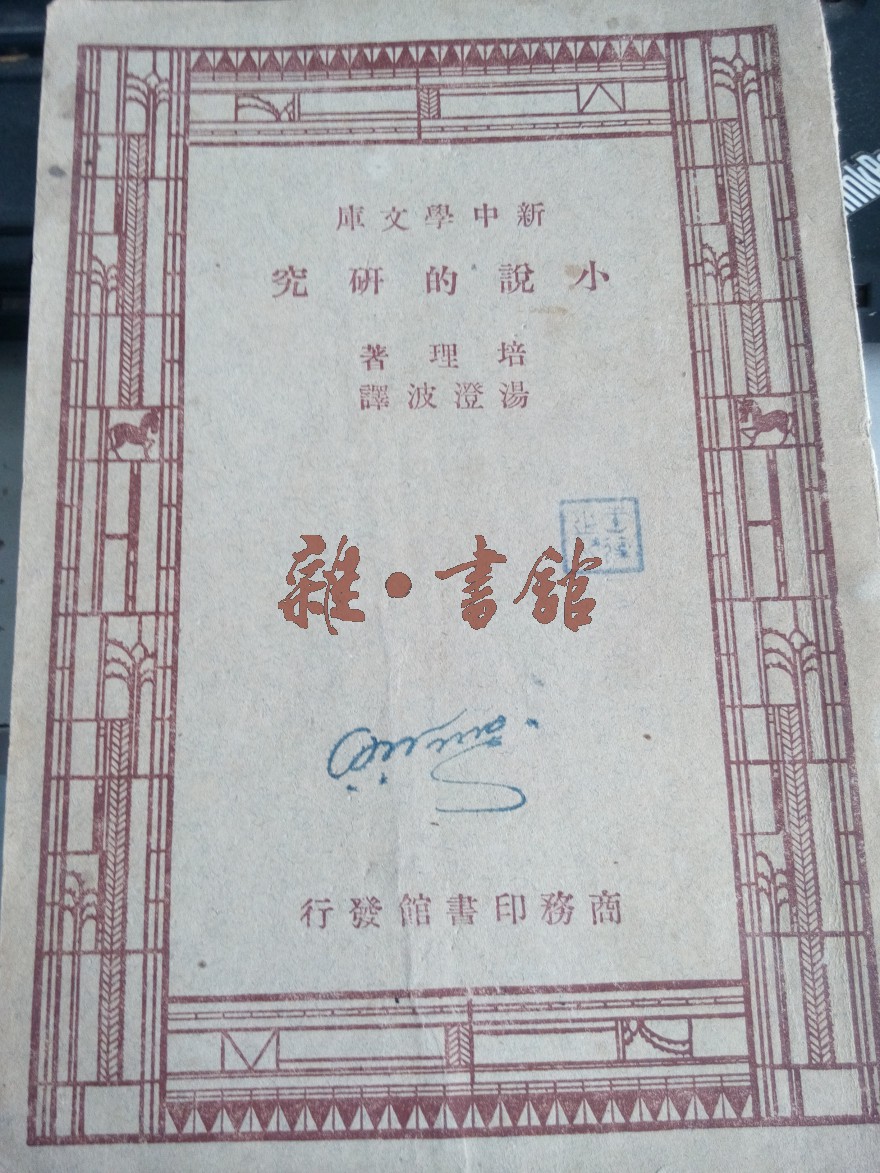 新中學文庫
小說的研究
培理著
湯澄波譯
雜·書館
商務印書館發行